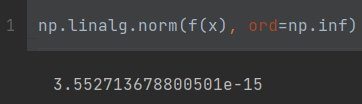 1 np.linalg.norm(f(x), ord=np.inf)
3.552713678800501e-15